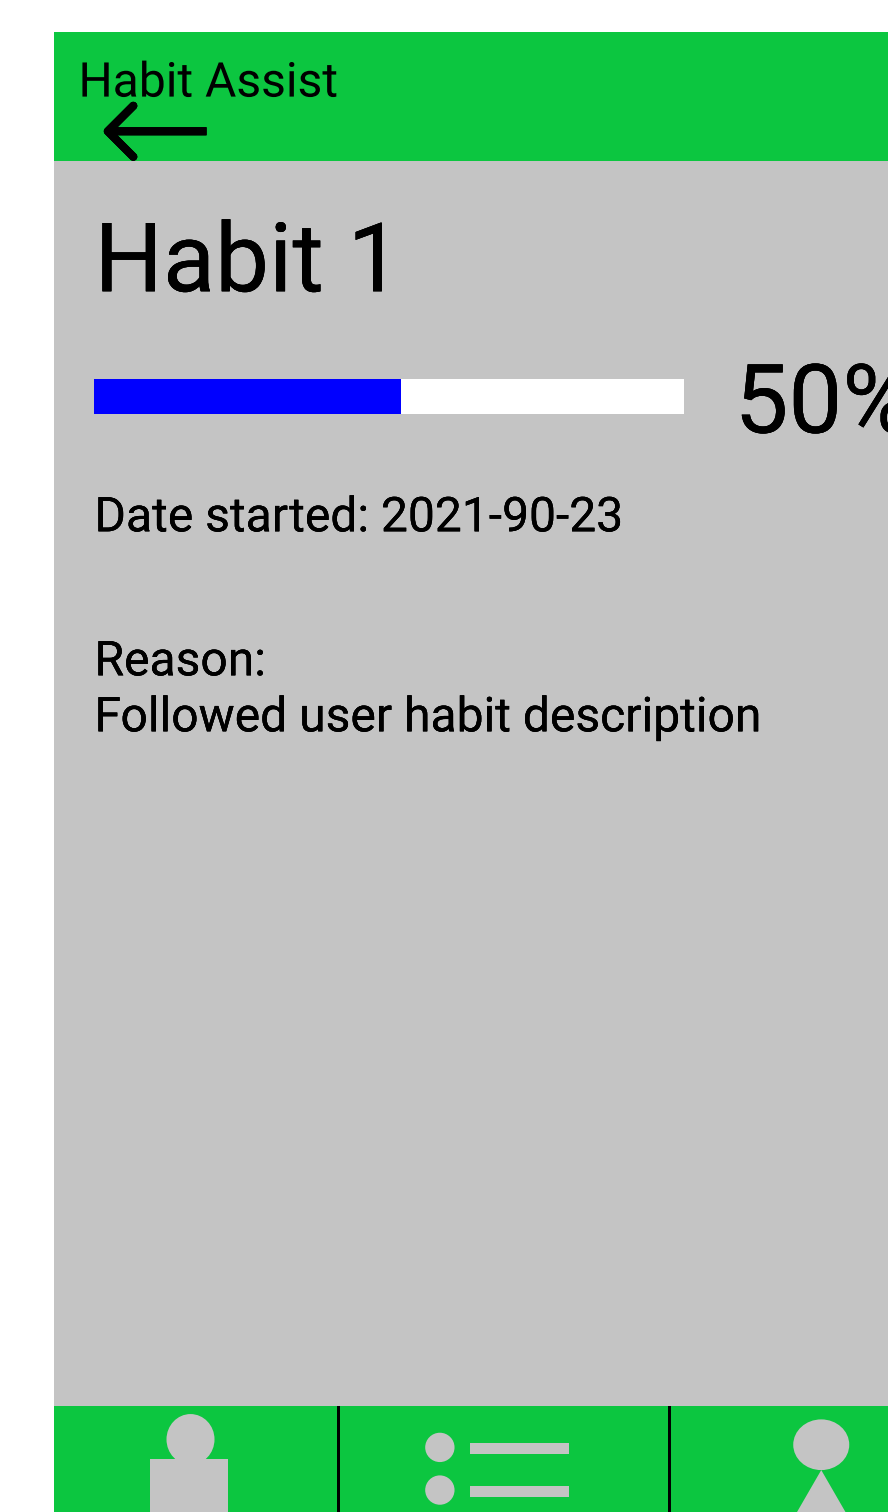 Habit Assist
Habit 1
50%
Date started: 2021-90-23
Reason:
Followed user habit description